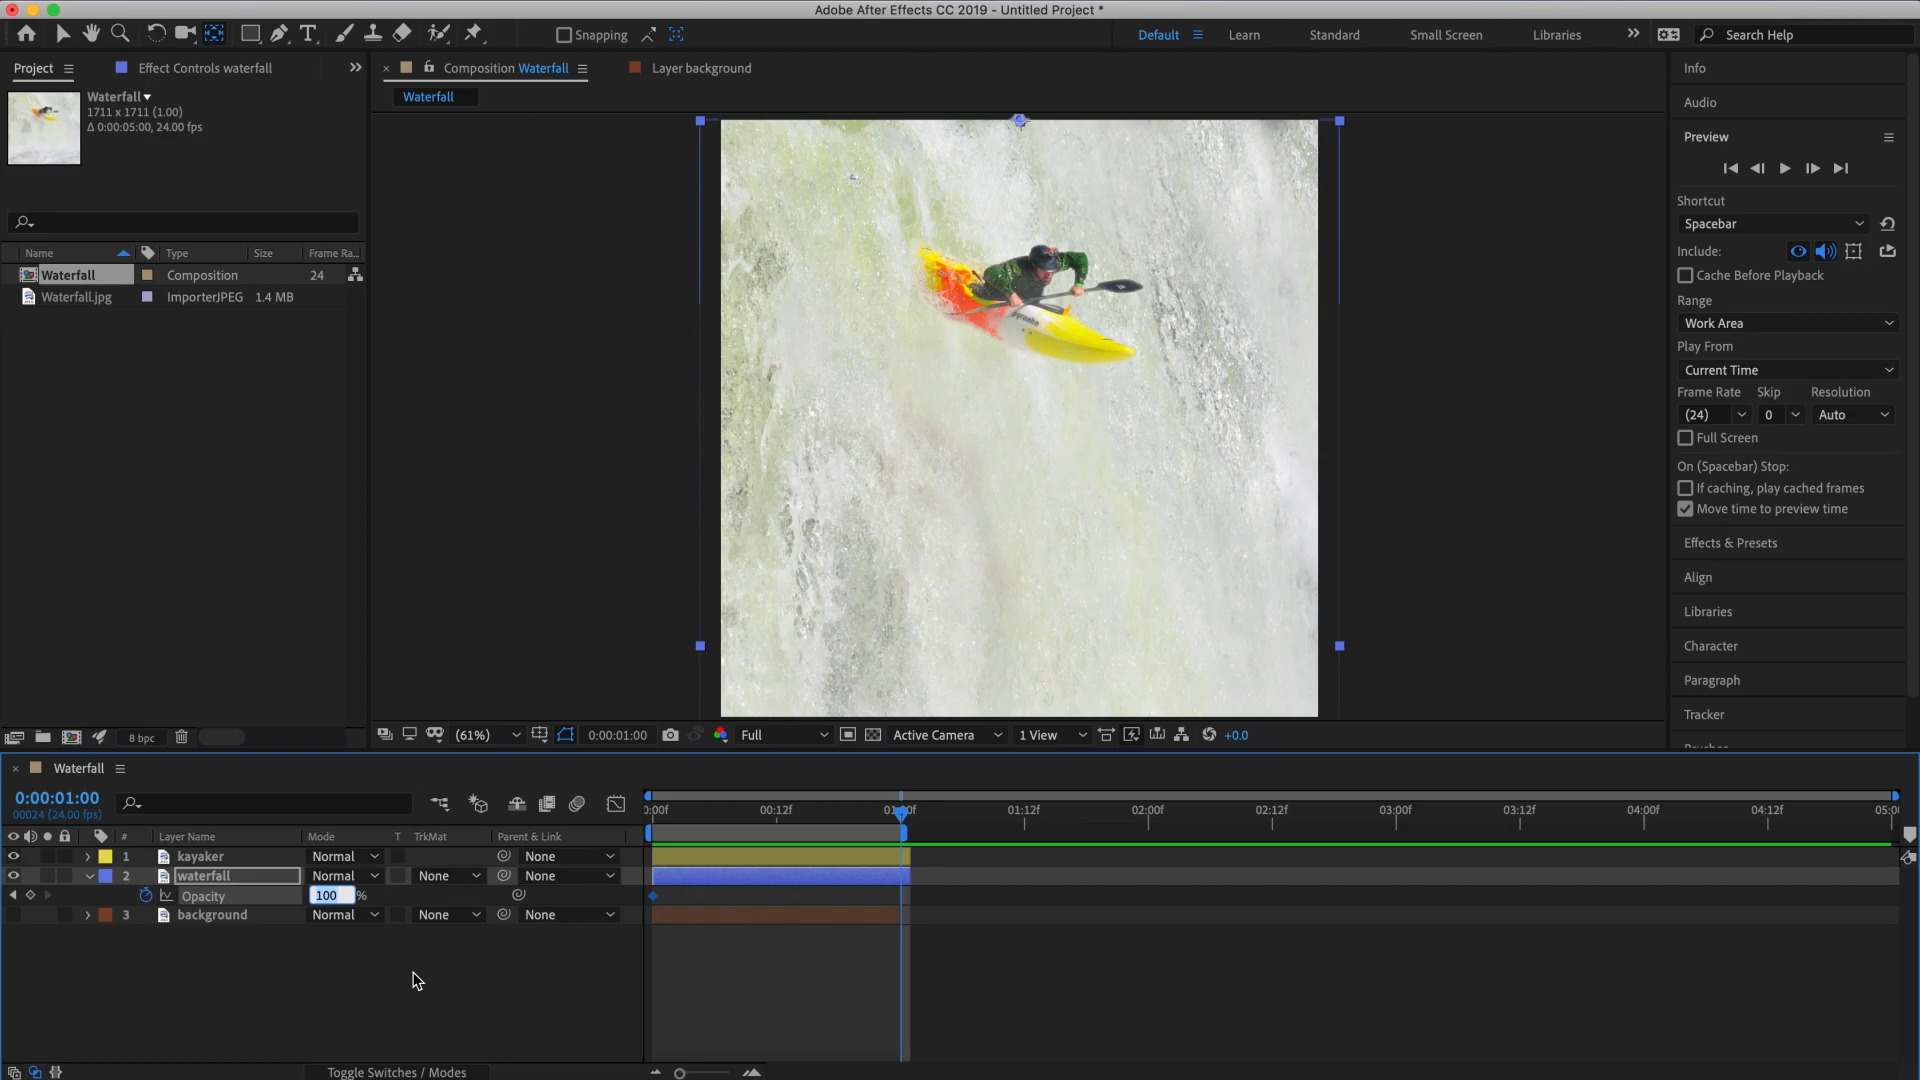 Adobe After Effects CC 2019 - Untitled Project *
Snapping
Default
Learn
Standard
Small Screen
Libraries
Search Help
Project
Effect Controls waterfall
Composition Waterfall
Layer background
Waterfall
Waterfall
1711 x 1711 (1.00)
Δ 0:00:05:00, 24.00 fps)
Name
Type
Size
Frame Ra...
Waterfall
Composition
24
Waterfall.jpg
ImporterJPEG
1.4 MB
8 bpc
(61%)
0:00:01:00
Full
Active Camera
1 View
+0.0
Info
Audio
Preview
Shortcut
Spacebar
Include:
Cache Before Playback
Range
Work Area
Play From
Current Time
Frame Rate
Skip
Resolution
(24)
0
Auto
Full Screen
On (Spacebar) Stop:
If caching, play cached frames
Move time to preview time
Effects & Presets
Align
Libraries
Character
Paragraph
Tracker
Waterfall
0:00:01:00
00024 (24.00 fps)
Layer Name
Mode
T
TrkMat
Parent & Link
#
1
kayaker
Normal
None
2
waterfall
Normal
None
None
Opacity
100
%
3
background
Normal
None
None
0:00f
00:12f
01:00f
01:12f
02:00f
02:12f
03:00f
03:12f
04:00f
04:12f
05:0
Toggle Switches / Modes